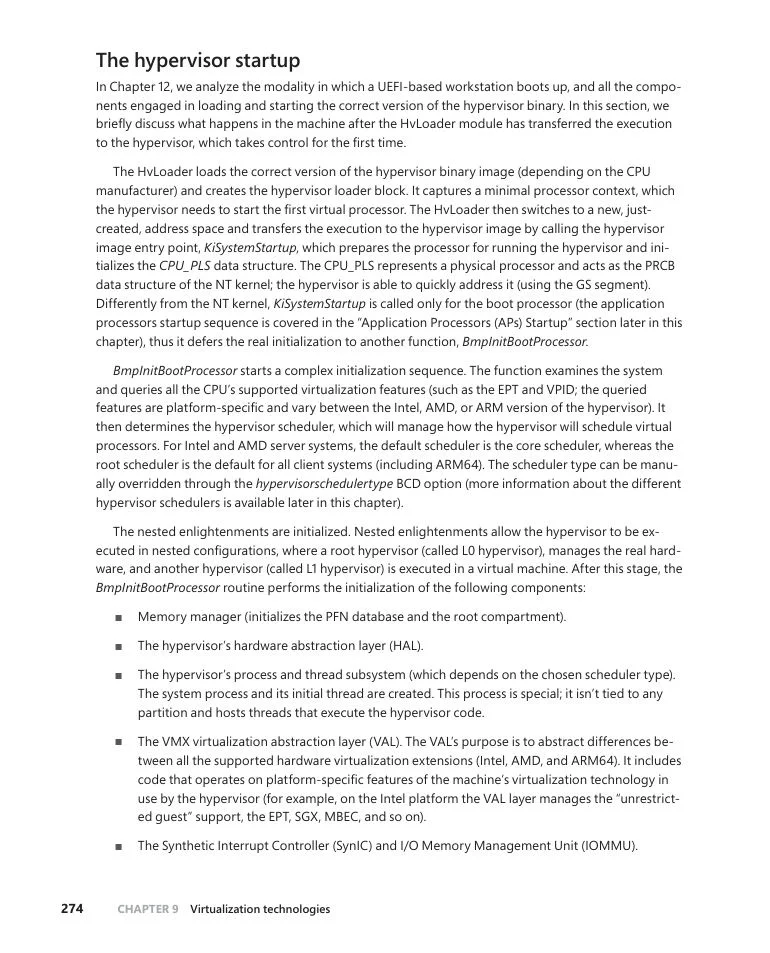 The hypervisor startup
In Chapter 12, we analyze the modality in which a UEFI-based workstation boots up, and all the compo-
nents engaged in loading and starting the correct version of the hypervisor binary. In this section, we
briefly discuss what happens in the machine after the HvLoader module has transferred the execution
to the hypervisor, which takes control for the first time.
The HvLoader loads the correct version of the hypervisor binary image (depending on the CPU
manufacturer) and creates the hypervisor loader block. It captures a minimal processor context, which
the hypervisor needs to start the first virtual processor. The HvLoader then switches to a new, just-
created, address space and transfers the execution to the hypervisor image by calling the hypervisor
image entry point, KiSystemStartup, which prepares the processor for running the hypervisor and ini-
tializes the CPU_PLS data structure. The CPU_PLS represents a physical processor and acts as the PRCB
data structure of the NT kernel; the hypervisor is able to quickly address it (using the GS segment).
Differently from the NT kernel, KiSystemStartup is called only for the boot processor (the application
processors startup sequence is covered in the “Application Processors (APs) Startup” section later in this
chapter), thus it defers the real initialization to another function, BmpInitBootProcessor.
BmpInitBootProcessor starts a complex initialization sequence. The function examines the system
and queries all the CPU’s supported virtualization features (such as the EPT and VPID; the queried
features are platform-specific and vary between the Intel, AMD, or ARM version of the hypervisor). It
then determines the hypervisor scheduler, which will manage how the hypervisor will schedule virtual
processors. For Intel and AMD server systems, the default scheduler is the core scheduler, whereas the
root scheduler is the default for all client systems (including ARM64). The scheduler type can be manu-
ally overridden through the hypervisorschedulertype BCD option (more information about the different
hypervisor schedulers is available later in this chapter).
The nested enlightenments are initialized. Nested enlightenments allow the hypervisor to be ex-
ecuted in nested configurations, where a root hypervisor (called L0 hypervisor), manages the real hard-
ware, and another hypervisor (called L1 hypervisor) is executed in a virtual machine. After this stage, the
BmpInitBootProcessor routine performs the initialization of the following components:
■ Memory manager (initializes the PFN database and the root compartment).
■ The hypervisor’s hardware abstraction layer (HAL).
■ The hypervisor’s process and thread subsystem (which depends on the chosen scheduler type).
The system process and its initial thread are created. This process is special; it isn’t tied to any
partition and hosts threads that execute the hypervisor code.
■ The VMX virtualization abstraction layer (VAL). The VAL’s purpose is to abstract differences be-
tween all the supported hardware virtualization extensions (Intel, AMD, and ARM64). It includes
code that operates on platform-specific features of the machine’s virtualization technology in
use by the hypervisor (for example, on the Intel platform the VAL layer manages the “unrestrict-
ed guest” support, the EPT, SGX, MBEC, and so on).
■ The Synthetic Interrupt Controller (SynIC) and I/O Memory Management Unit (IOMMU).
274 CHAPTER 9 Virtualization technologies